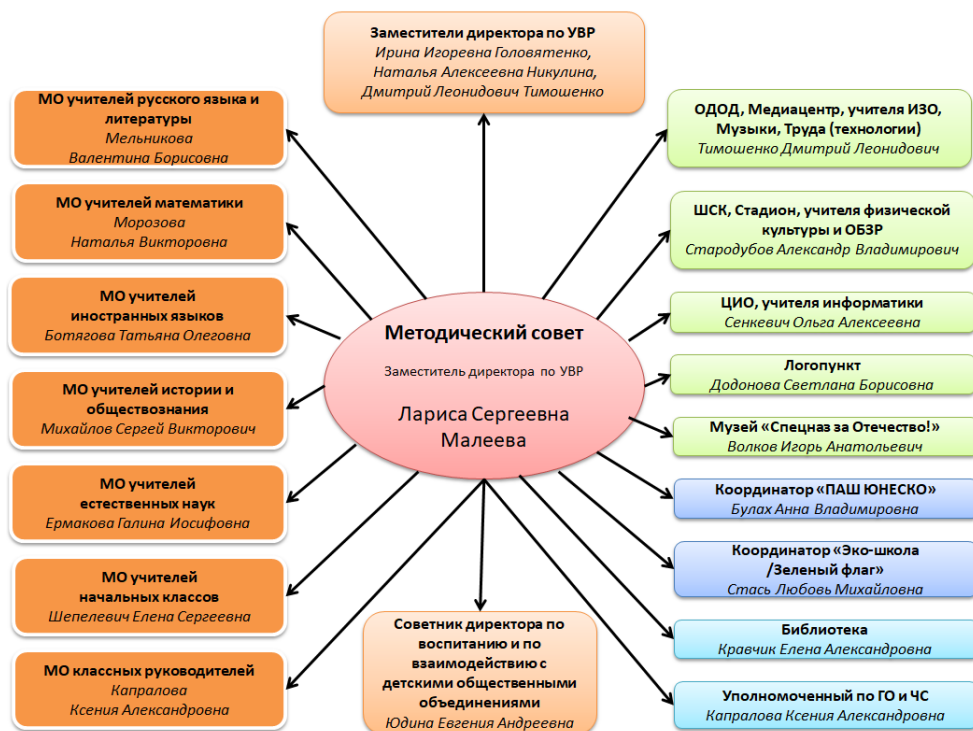 Заместители директора по УВР
Ирина Игоревна Головятенко,
Наталья Алексеевна Никулина,
Дмитрий Леонидович Тимошенко
МО учителей русского языка и
литературы
Мельникова
Валентина Борисовна
МО учителей математики
Морозова
Наталья Викторовна
МО учителей
иностранных языков
Ботягова Татьяна Олеговна
МО учителей истории и
обществознания
Михайлов Сергей Викторович
МО учителей
естественных наук
Ермакова Галина Иосифовна
МО учителей
начальных классов
Шепелевич Елена Сергеевна
МО классных руководителей
Капралова
Ксения Александровна
Методический совет
Заместитель директора по УВР
Лариса Сергеевна
Малеева
Советник директора по
воспитанию и по
взаимодействию с
детскими общественными
объединениями
Юдина Евгения Андреевна
ОДОД, Медиацентр, учителя ИЗО,
Музыки, Труда (технологии)
Тимошенко Дмитрий Леонидович
ШСК, Стадион, учителя физической
культуры и ОБЗР
Стародубов Александр Владимирович
ЦИО, учителя информатики
Сенкевич Ольга Алексеевна
Логопункт
Додонова Светлана Борисовна
Музей «Спецназ за Отечество!»
Волков Игорь Анатольевич
Координатор «ПАШ ЮНЕСКО»
Булах Анна Владимировна
Координатор «Эко-школа
/Зеленый флаг»
Стась Любовь Михайловна
Библиотека
Кравчик Елена Александровна
Уполномоченный по ГО и ЧС
Капралова Ксения Александровна